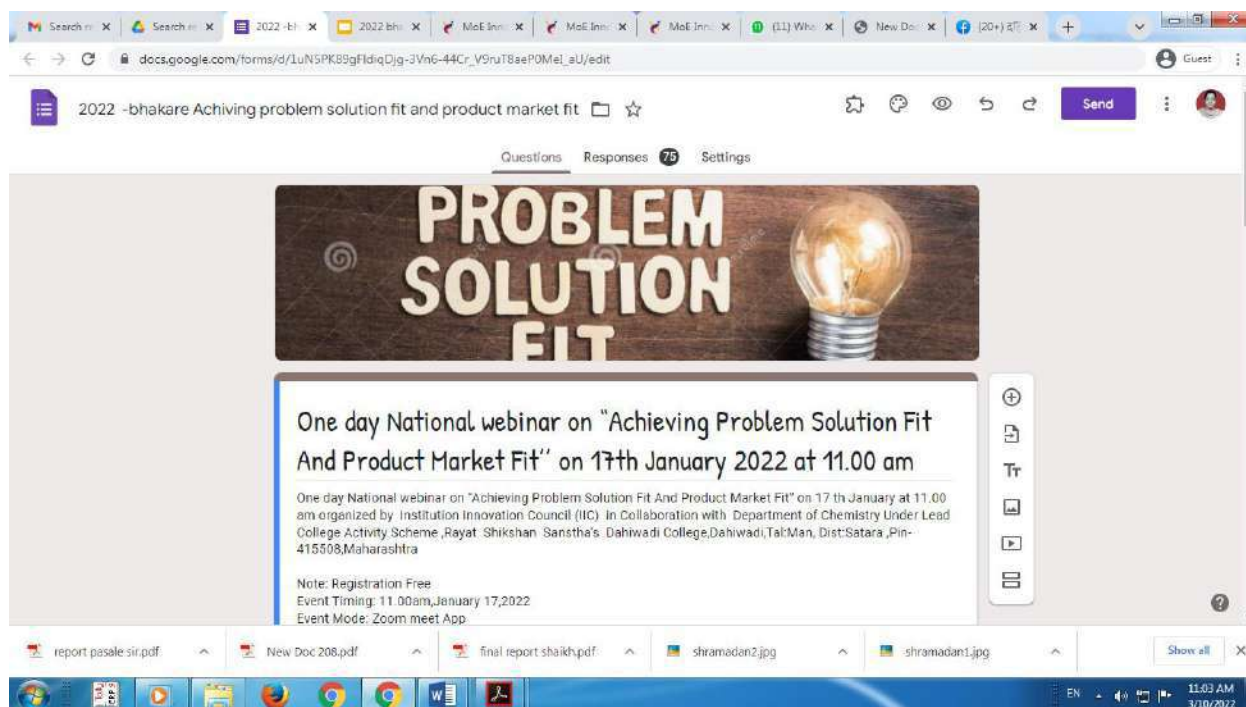 Search r
Search r
2022 -bh
2022 bh
MoE Inn
MoE Inn
MoE Inn
(11) Wha
New Do
(20+)
docs.google.com/forms/d/
/edit
Guest
2022 -bhakare Achiving problem solution fit and product market fit
Send
Questions Responses 75 Settings
PROBLEM
SOLUTION
FIT
One day National webinar on "Achieving Problem Solution Fit
And Product Market Fit'' on 17th January 2022 at 11.00 am
One day National webinar on "Achieving Problem Solution Fit And Product Market Fit" on 17 th January at 11.00
am organized by Institution Innovation Council (IIC) in Collaboration with Department of Chemistry Under Lead
College Activity Scheme ,Rayat Shikshan Sanstha's Dahiwadi College,Dahiwadi,Tal:Man, Dist:Satara ,Pin-
415508,Maharashtra
Note: Registration Free
Event Timing: 11.00am,January 17,2022
Event Mode: Zoom meet App
report pasale sir.pdf
New Doc 208.pdf
final report shaikh.pdf
shramadan2.jpg
shramadan1.jpg
Show all
EN
11:03 AM
3/10/2022